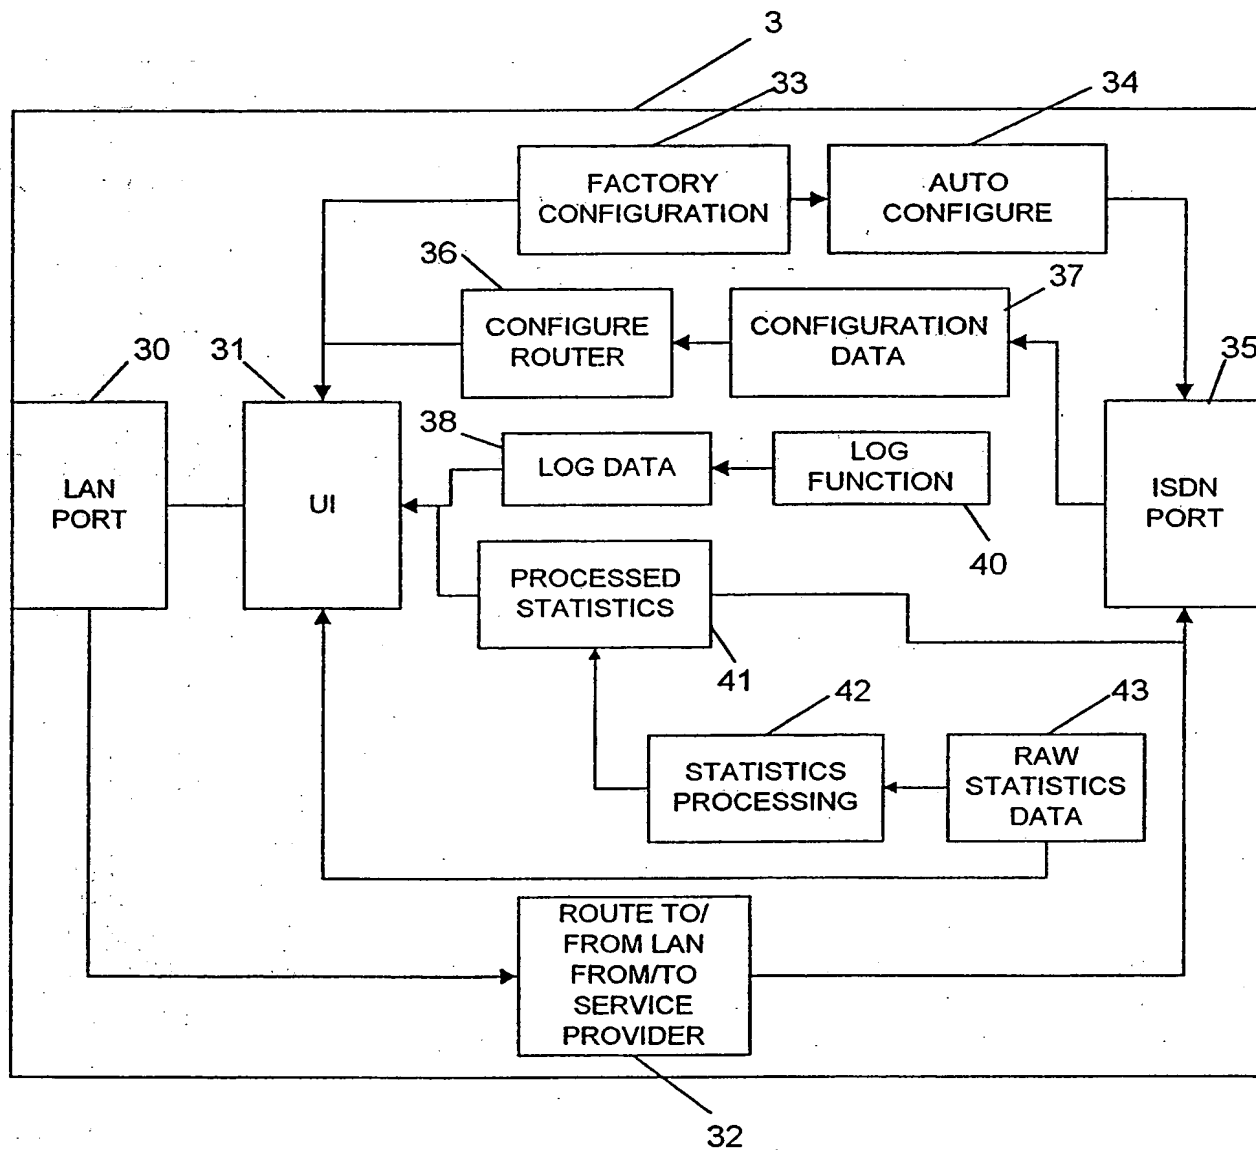 3
33
34
FACTORY
CONFIGURATION
AUTO
CONFIGURE
36
37
CONFIGURE
ROUTER
CONFIGURATION
DATA
30
31
35
38
LAN
PORT
UI
LOG DATA
LOG
FUNCTION
ISDN
PORT
40
PROCESSED
STATISTICS
41
42
43
STATISTICS
PROCESSING
RAW
STATISTICS
DATA
ROUTE TO/
FROM LAN
FROM/TO
SERVICE
PROVIDER
32